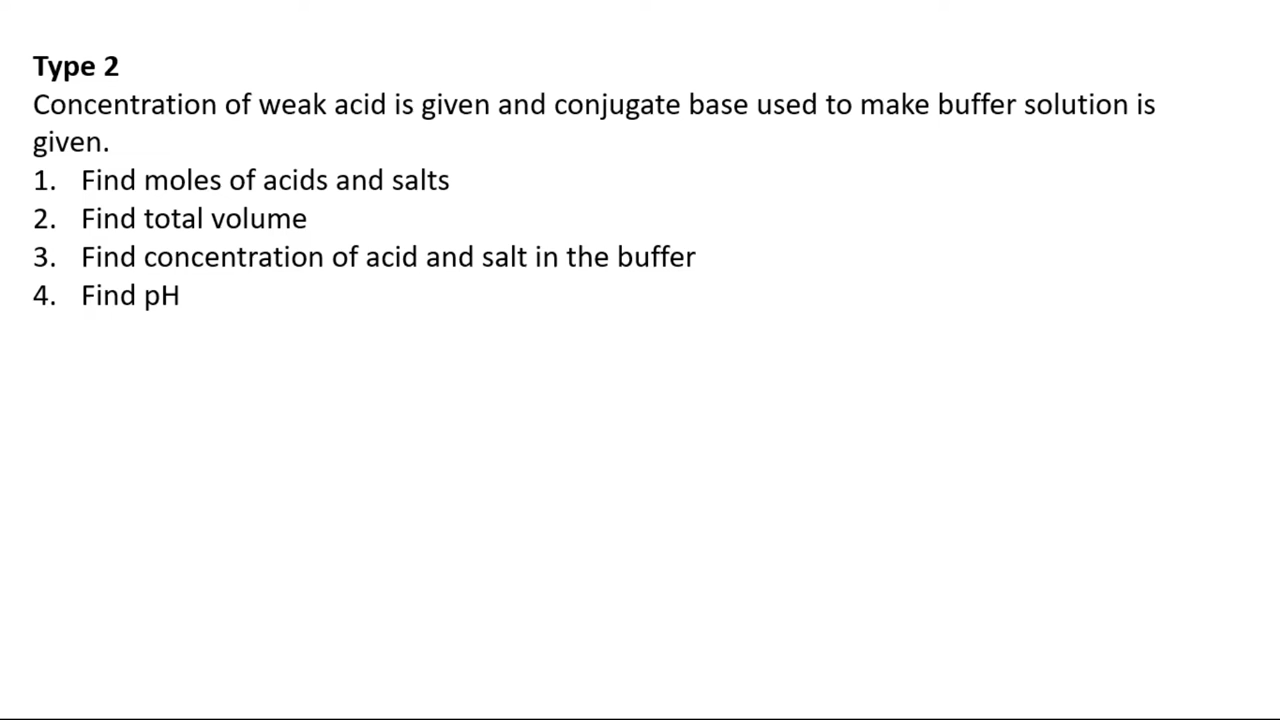 Type 2
Concentration of weak acid is given and conjugate base used to make buffer solution is
given.
1. Find moles of acids and salts
2. Find total volume
3. Find concentration of acid and salt in the buffer
4. Find pH